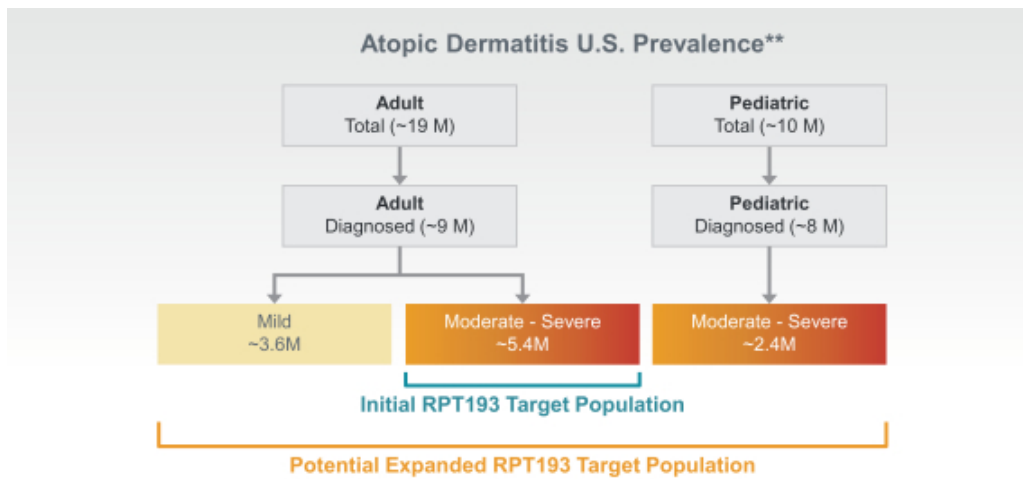 Atopic Dermatitis U.S. Prevalence**
Adult
Total (~19 M)
Pediatric
Total (~10 M)
Adult
Diagnosed (~9 M)
Pediatric
Diagnosed (~8 M)
Mild
~3.6M
Moderate - Severe
~5.4M
Moderate - Severe
~2.4M
Initial RPT193 Target Population
Potential Expanded RPT193 Target Population